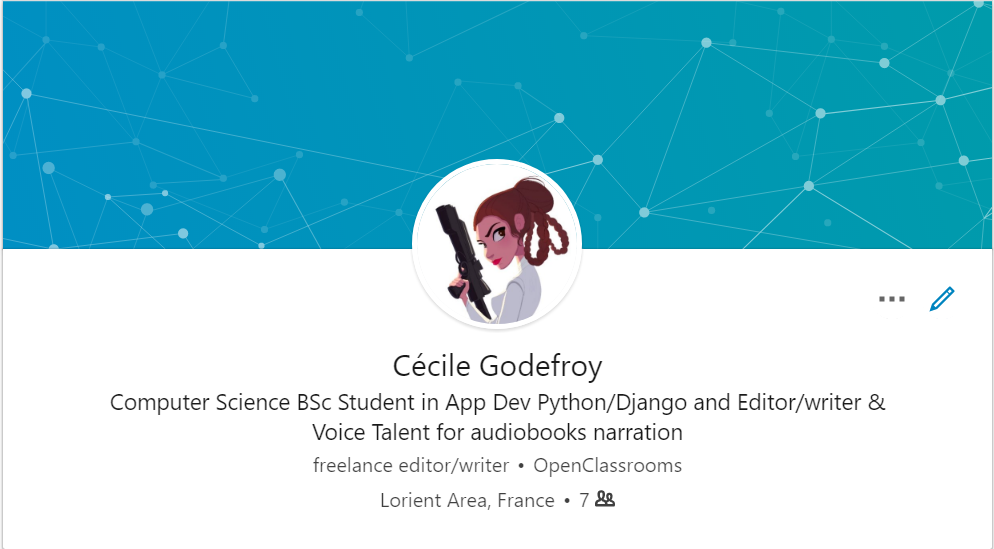 Cécile Godefroy
Computer Science BSc Student in App Dev Python/Django and Editor/writer &
Voice Talent for audiobooks narration
freelance editor/writer • OpenClassrooms
Lorient Area, France • 7